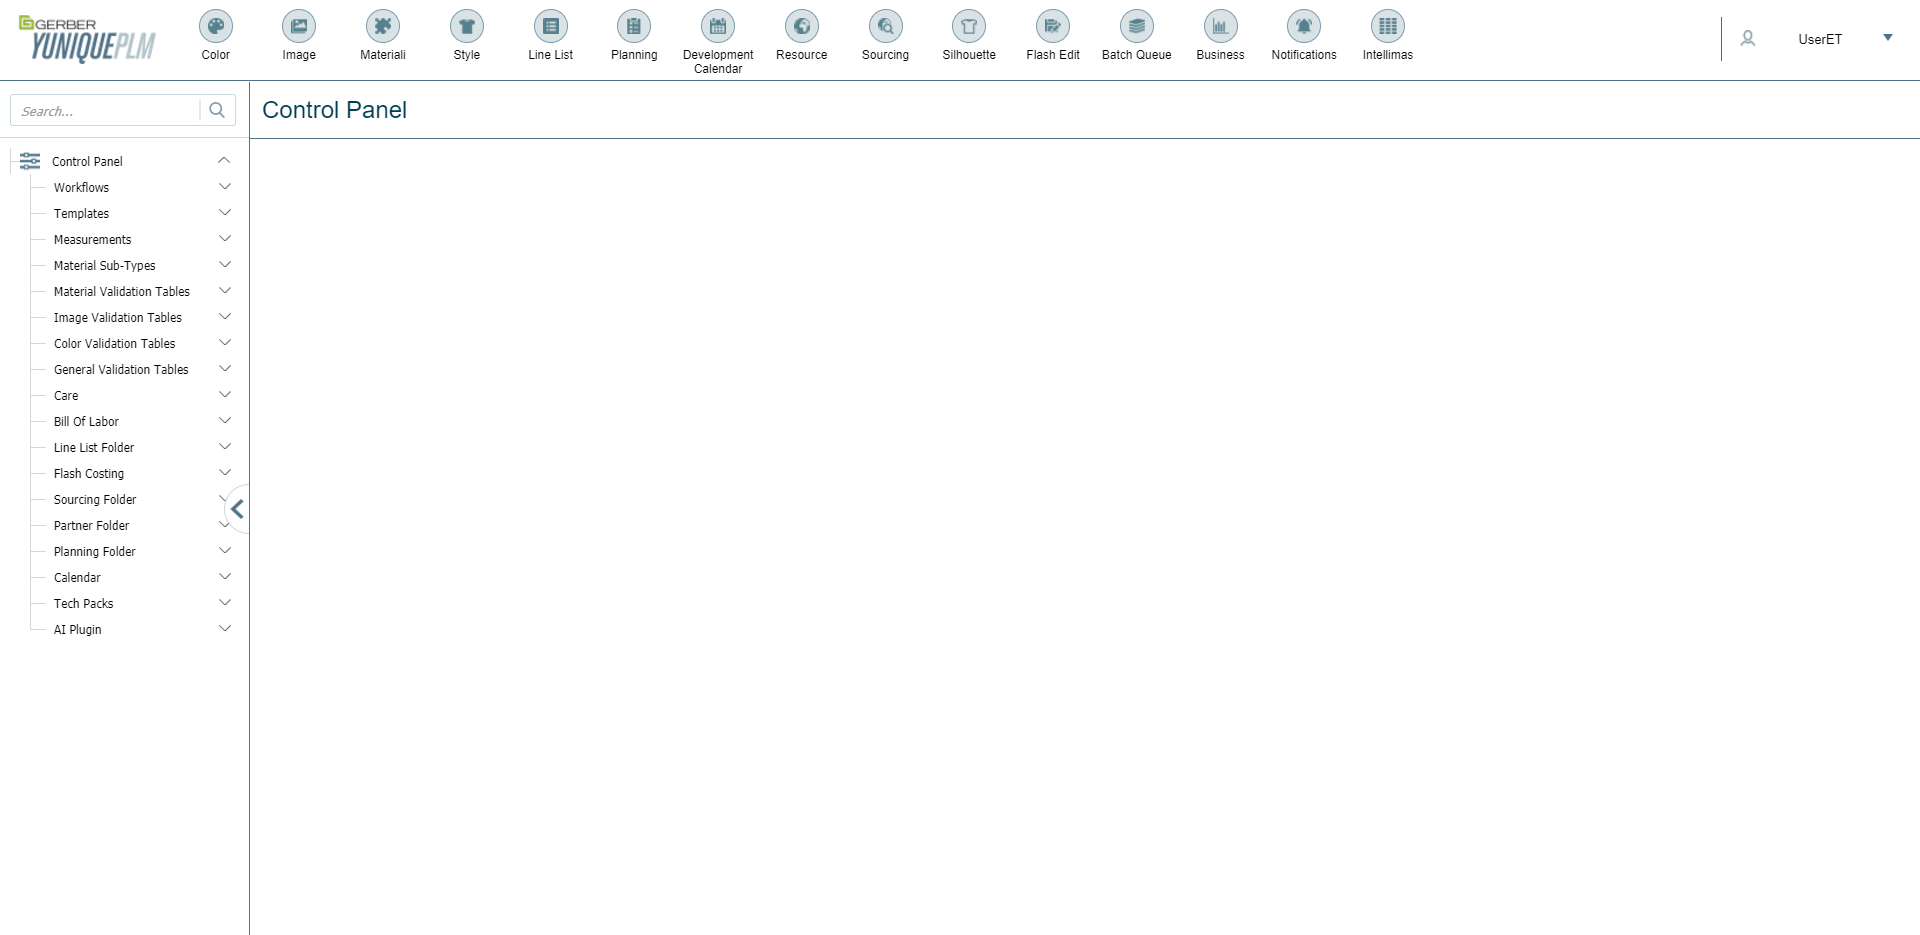 GERBER
YUNIQUEPLM
Color
Image
Materiali
Style
Line List
Planning
Development
Calendar
Resource
Sourcing
Silhouette
Flash Edit
Batch Queue
Business
Notifications
Intellimas
UserET
Search...
Control Panel
Control Panel
Workflows
Templates
Measurements
Material Sub-Types
Material Validation Tables
Image Validation Tables
Color Validation Tables
General Validation Tables
Care
Bill Of Labor
Line List Folder
Flash Costing
Sourcing Folder
Partner Folder
Planning Folder
Calendar
Tech Packs
AI Plugin